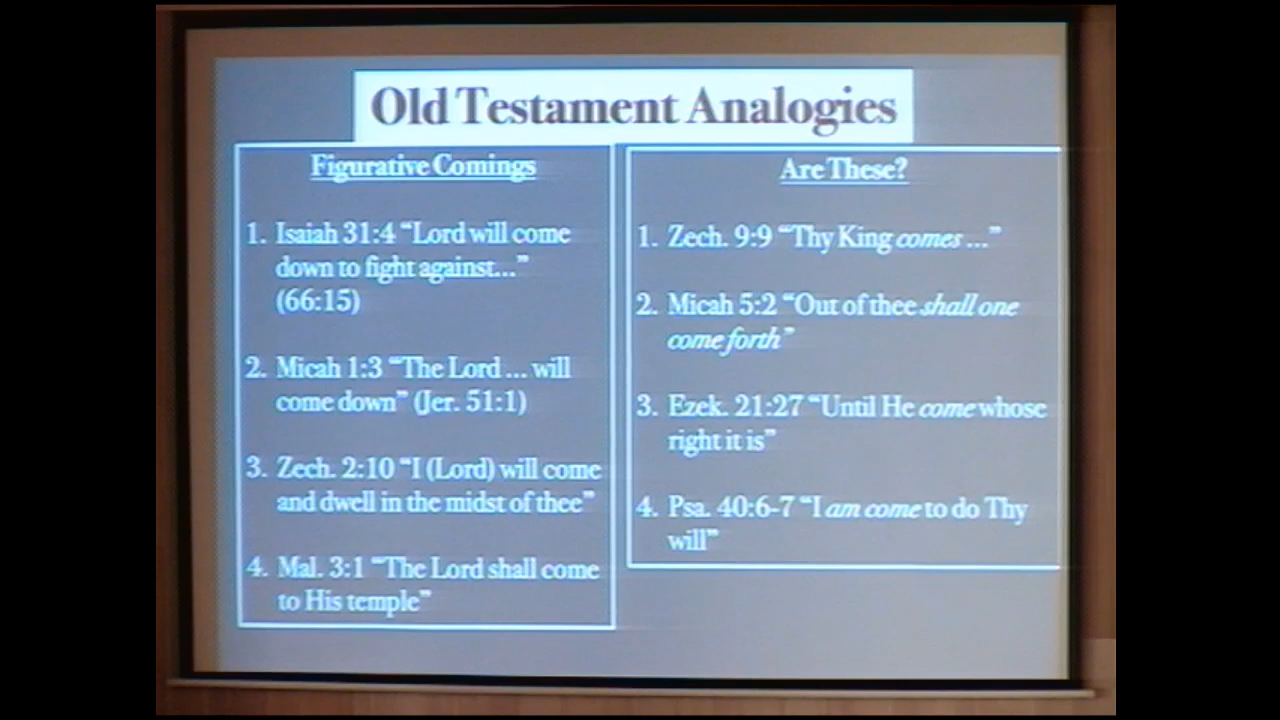 Old Testament Analogies
Figurative Comings
1. Isaiah 31:4 “Lord will come
down to fight against...”
(66:15)
2. Micah 1:3 “The Lord ... will
come down” (Jer. 51:1)
3. Zech. 2:10 “I (Lord) will come
and dwell in the midst of thee”
4. Mal. 3:1 “The Lord shall come
to His temple”
Are These?
1. Zech. 9:9 “Thy King comes ...”
2. Micah 5:2 “Out of thee shall one
come forth”
3. Ezek. 21:27 “Until He come whose
right it is”
4. Psa. 40:6-7 “I am come to do Thy
will”